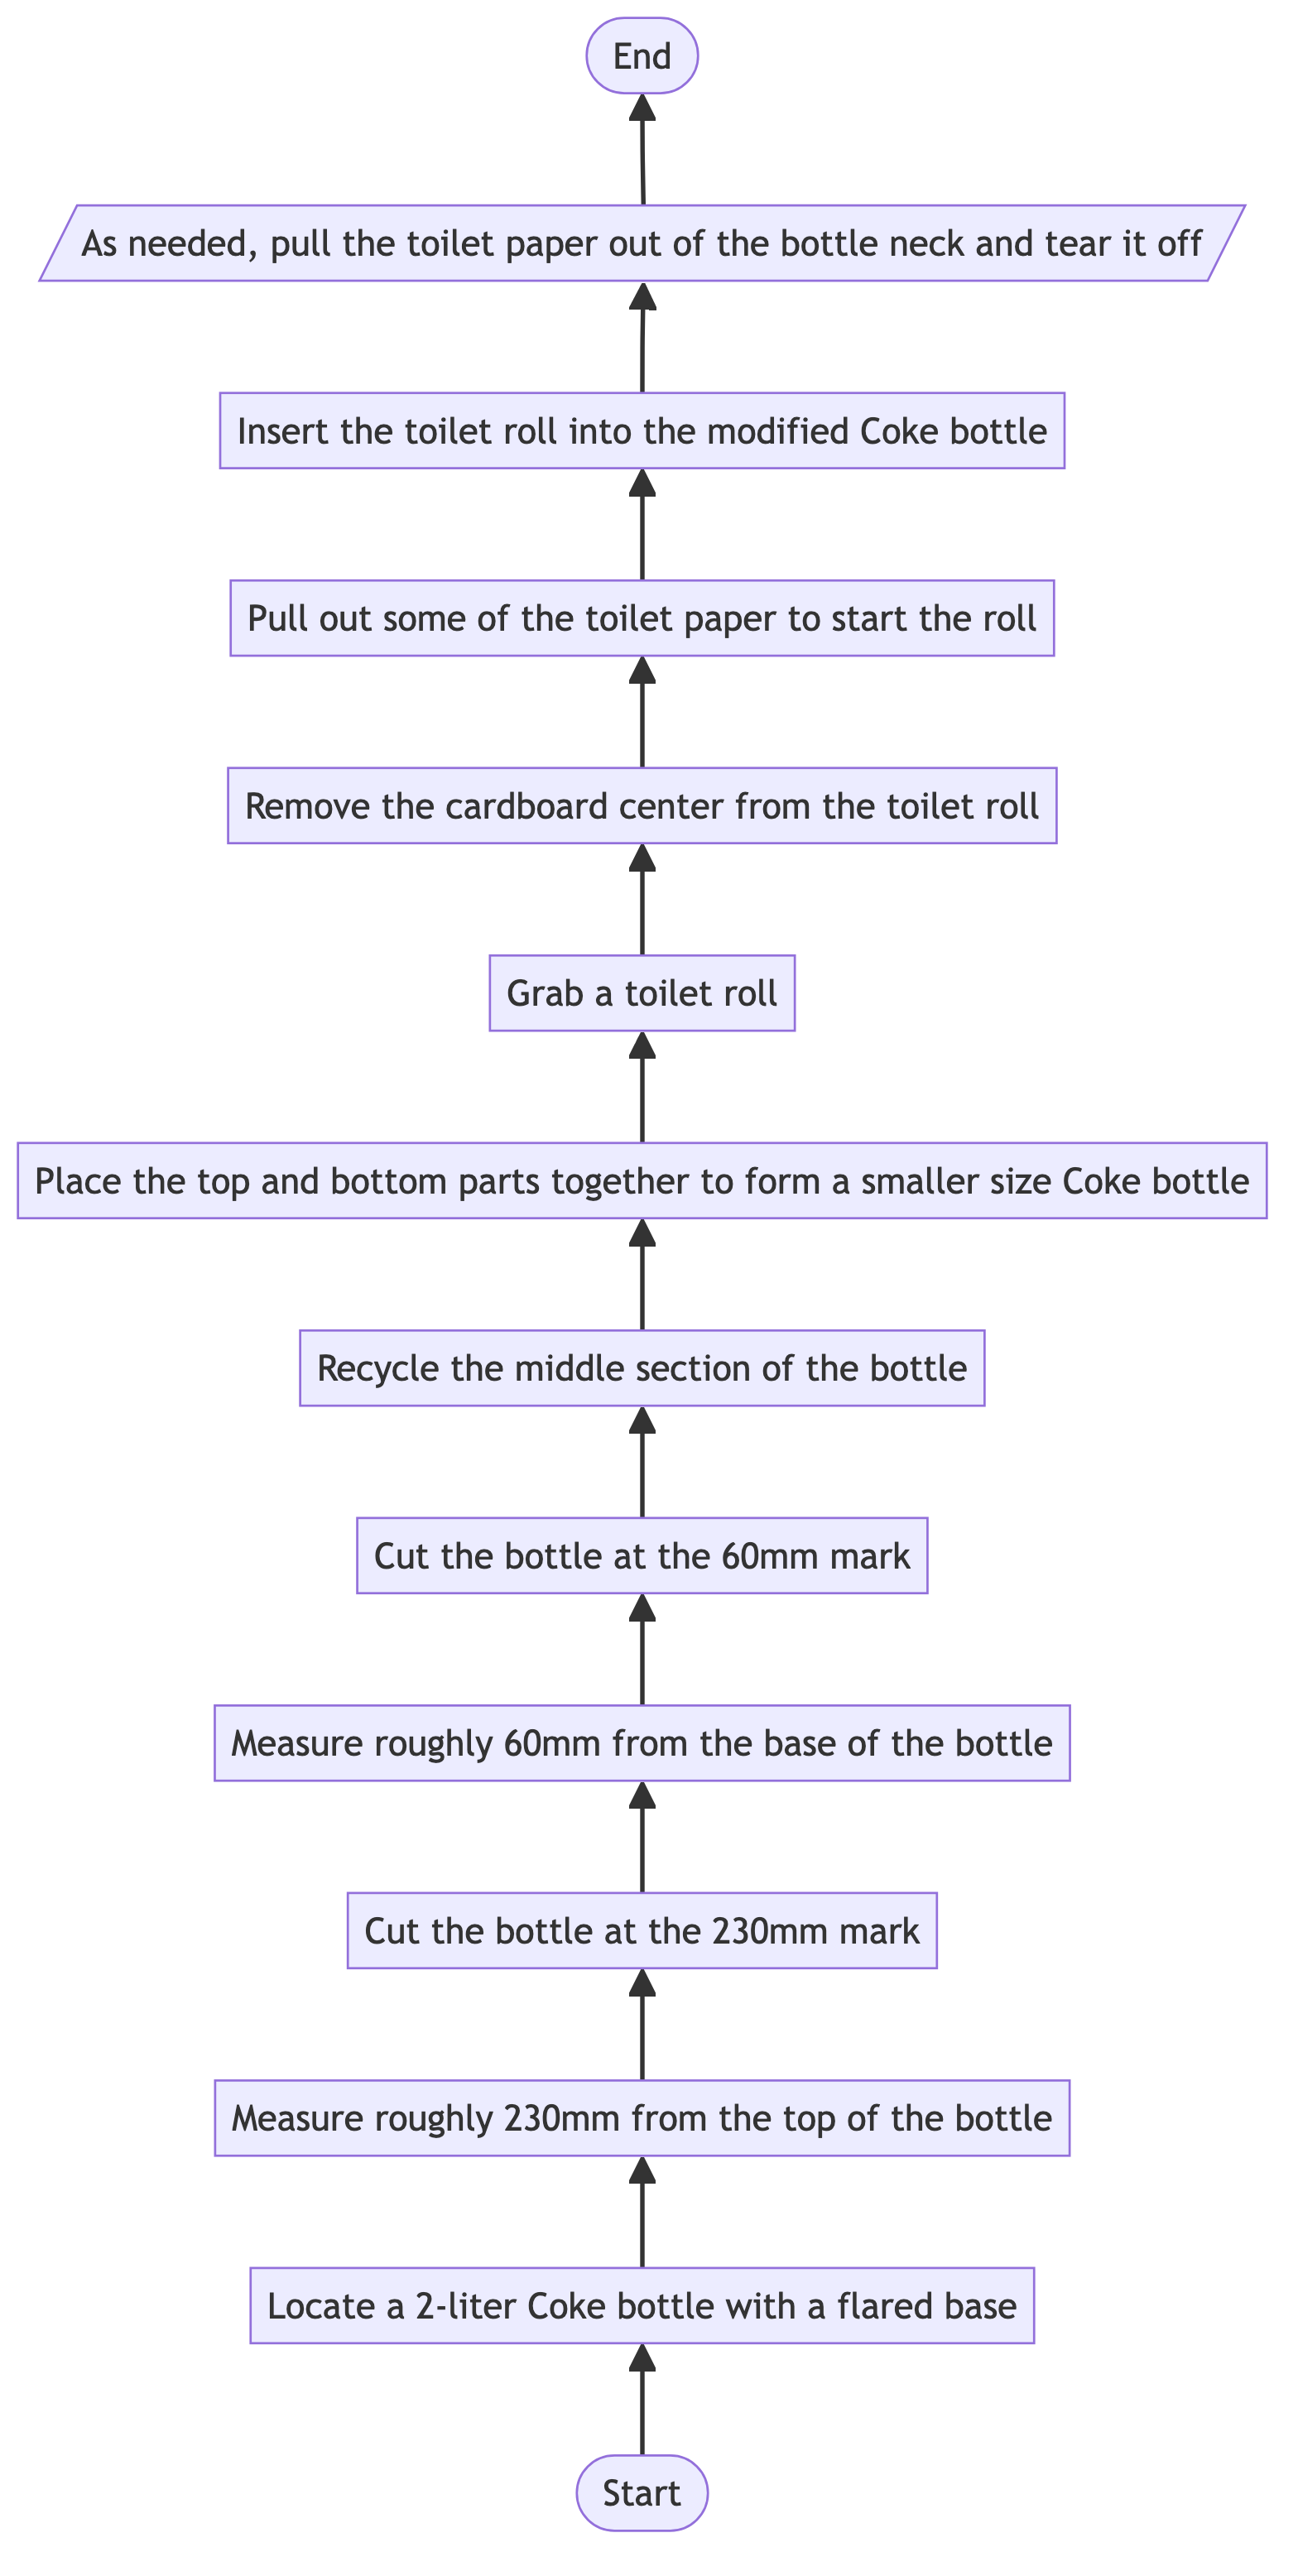 End
As needed, pull the toilet paper out of the bottle neck and tear it off
Insert the toilet roll into the modified Coke bottle
Pull out some of the toilet paper to start the roll
Remove the cardboard center from the toilet roll
Grab a toilet roll
Place the top and bottom parts together to form a smaller size Coke bottle
Recycle the middle section of the bottle
Cut the bottle at the 60mm mark
Measure roughly 60mm from the base of the bottle
Cut the bottle at the 230mm mark
Measure roughly 230mm from the top of the bottle
Locate a 2-liter Coke bottle with a flared base
Start